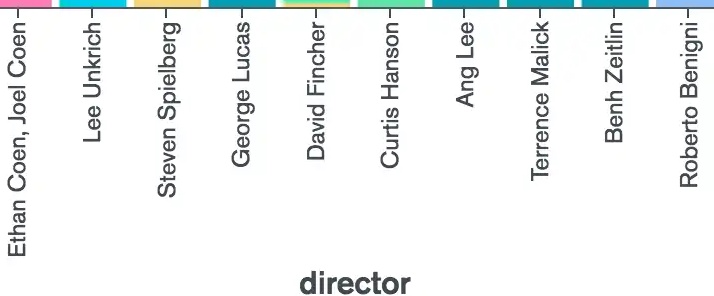 Ethan Coen, Joel Coen
Lee Unkrich
Steven Spielberg
George Lucas
David Fincher
Curtis Hanson
Ang Lee
Terrence Malick
Benh Zeitlin
Roberto Benigni
director